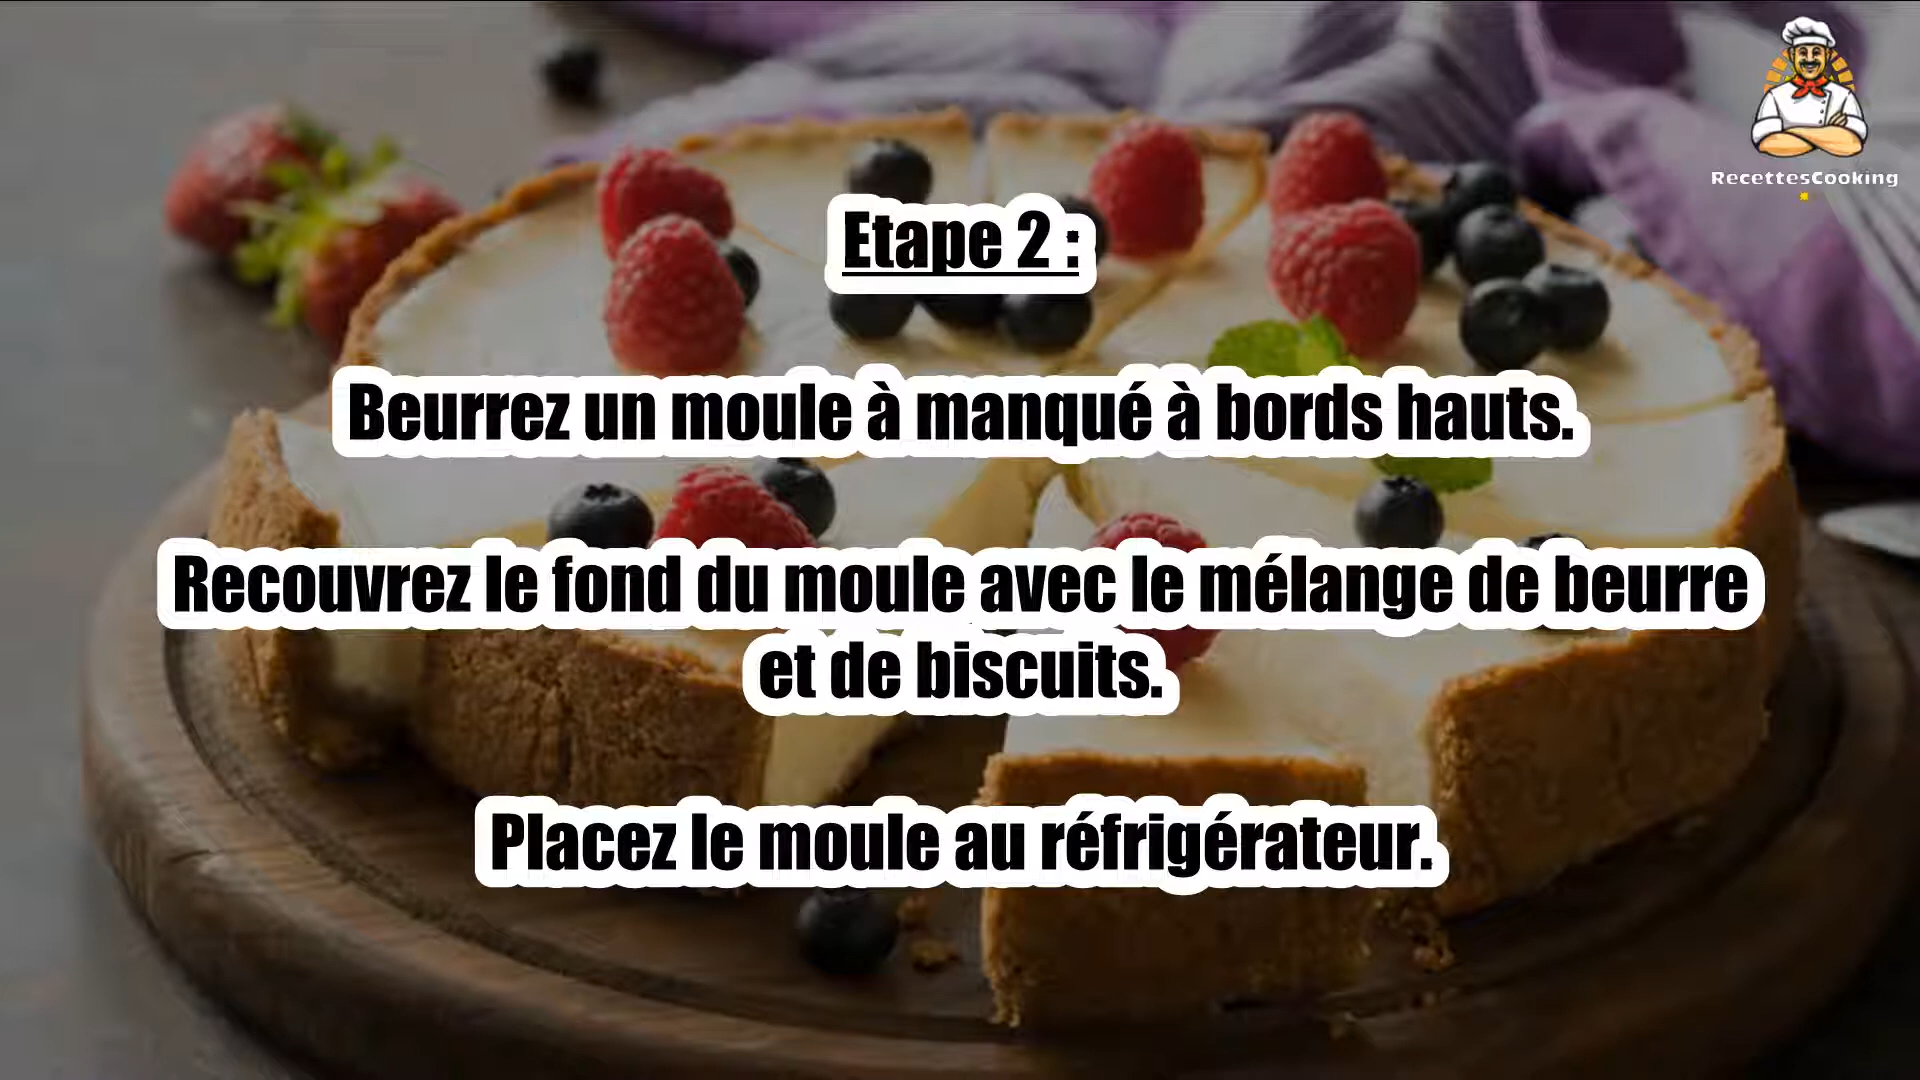 RecettesCooking
Etape 2 :
Beurrez un moule à manqué à bords hauts.
Recouvrez le fond du moule avec le mélange de beurre
et de biscuits.
Placez le moule au réfrigérateur.